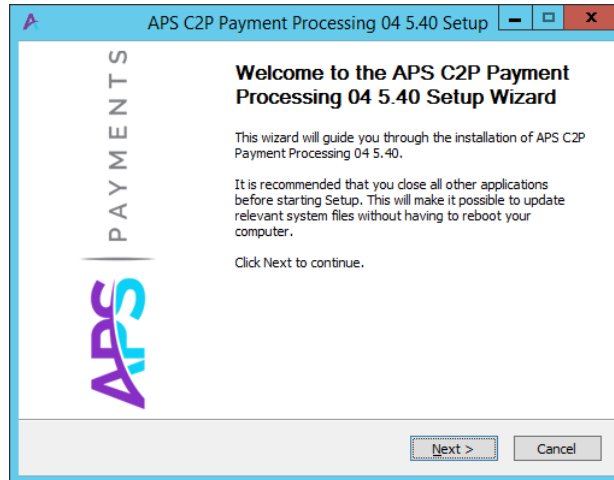 APS C2P Payment Processing 04 5.40 Setup
APS | PAYMENTS
Welcome to the APS C2P Payment
Processing 04 5.40 Setup Wizard
This wizard will guide you through the installation of APS C2P
Payment Processing 04 5.40.
It is recommended that you close all other applications
before starting Setup. This will make it possible to update
relevant system files without having to reboot your
computer.
Click Next to continue.
Next >
Cancel